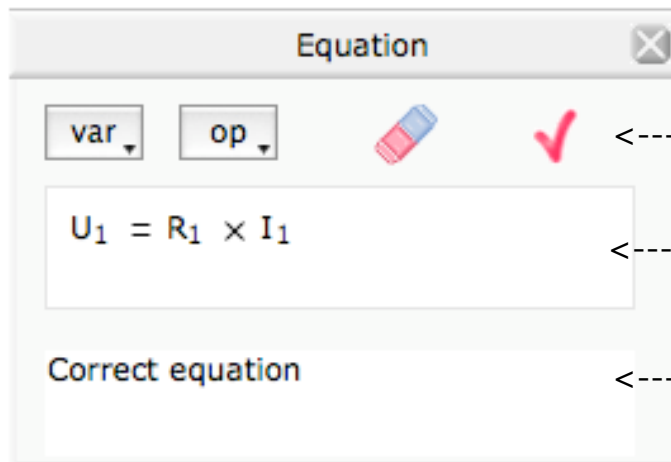 Equation
var op
<---
U₁ = R₁ × I₁
<---
Correct equation
<---